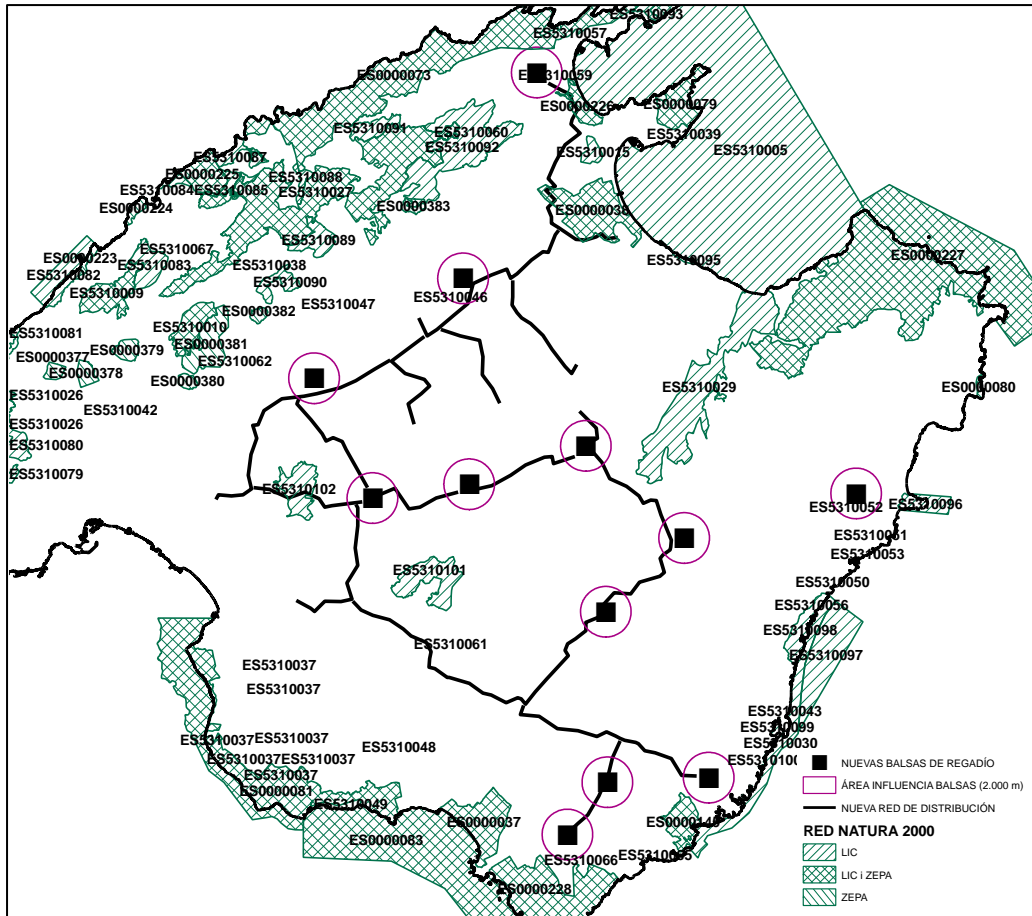 ES5310093
ES5310057
ES0000073
ES5310059
ES0000226
ES0000079
ES5310091
ES5310060
ES5310039
ES5310092
ES5310015
ES5310005
ES5310087
ES0000225
ES5310088
ES5310084
ES5310085
ES5310027
ES0000224
ES0000383
ES0000038
ES5310089
ES5310067
ES0000223
ES5310083
ES5310038
ES5310095
ES0000227
ES5310082
ES5310090
ES5310009
ES5310046
ES5310047
ES0000382
ES5310081
ES5310010
ES0000381
ES0000379
ES0000377
ES5310062
ES0000378
ES0000380
ES5310029
ES0000080
ES5310026
ES5310042
ES5310026
ES5310080
ES5310079
ES5310102
ES5310052
ES5310096
ES5310053
ES5310101
ES5310050
ES5310056
ES5310098
ES5310061
ES5310097
ES5310037
ES5310037
ES5310043
ES5310099
ES5310037
ES5310037
ES5310030
ES5310048
ES5310037
ES5310037
ES5310037
ES0000081
ES5310049
ES0000083
ES0000037
ES5310066
ES0000228
NUEVAS BALSAS DE REGADÍO
ÁREA INFLUENCIA BALSAS (2.000 m)
NUEVA RED DE DISTRIBUCIÓN
RED NATURA 2000
LIC
LIC i ZEPA
ZEPA